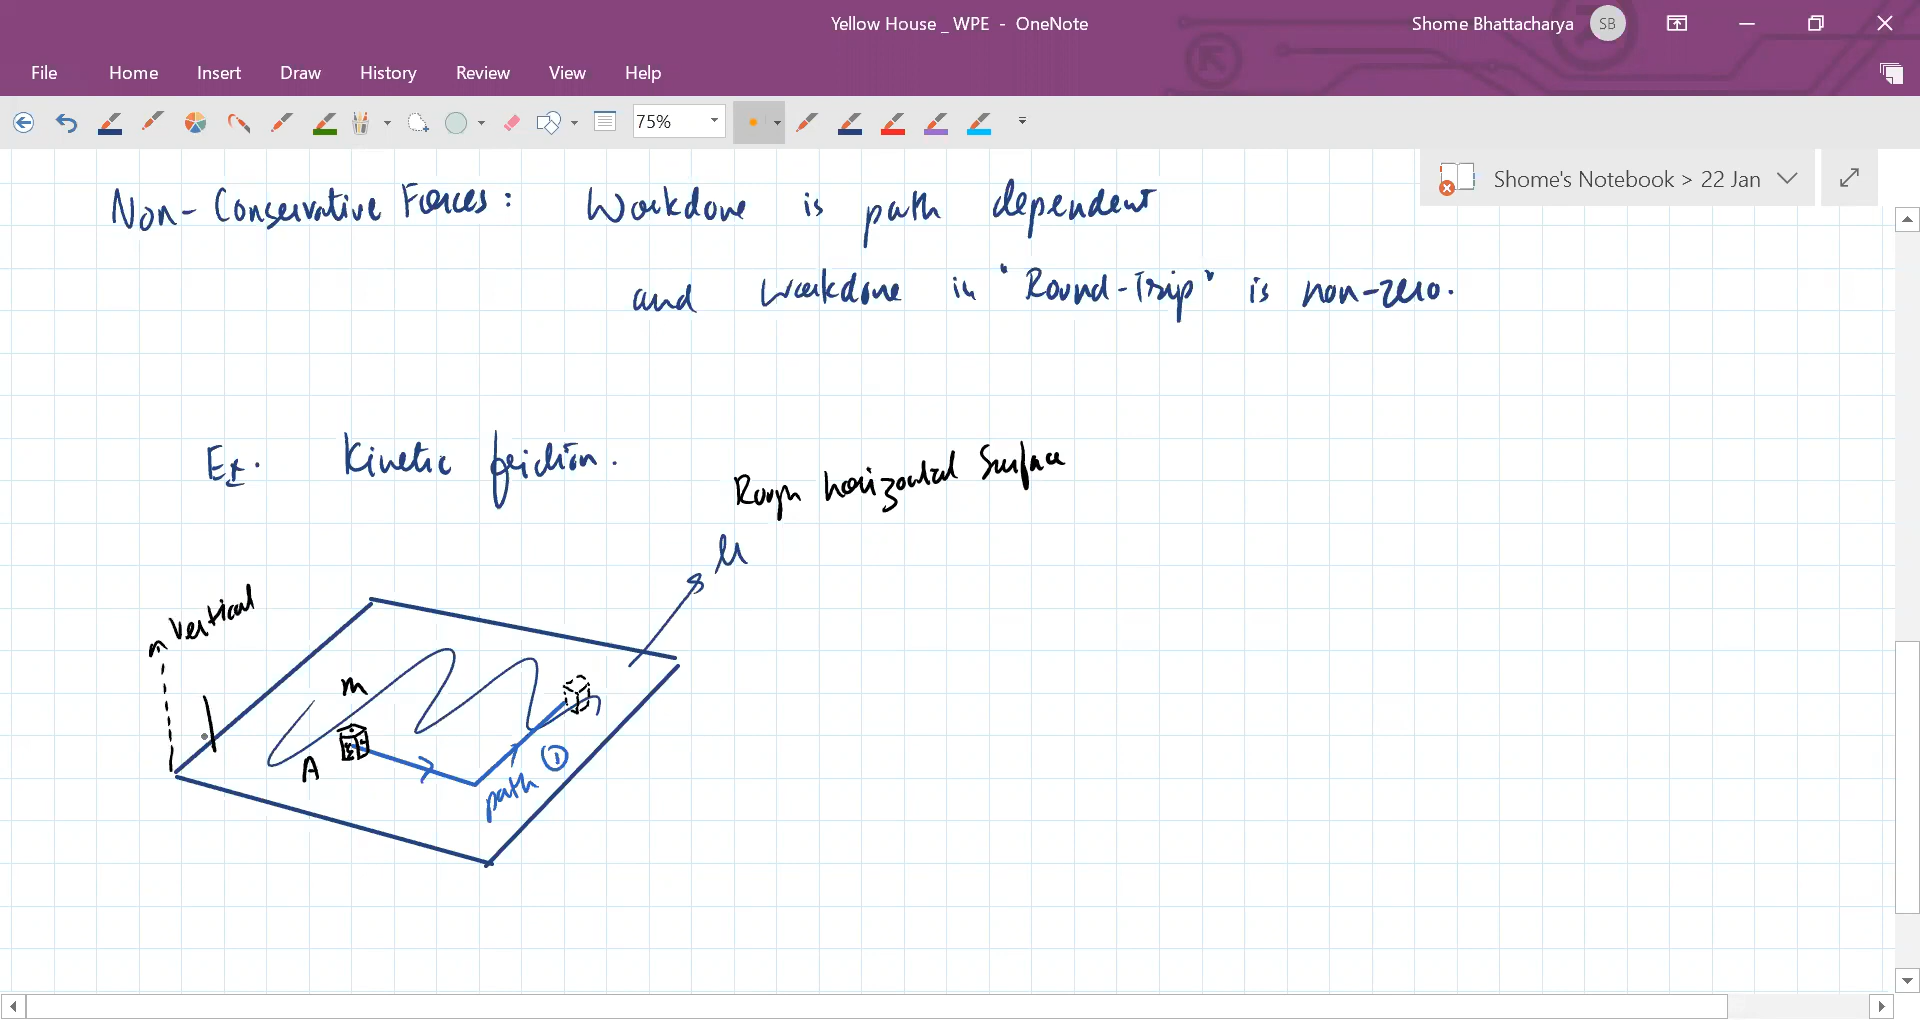 Yellow House _ WPE - OneNote
Shome Bhattacharya SB
File Home Insert Draw History Review View Help
75%
Shome's Notebook > 22 Jan
Non-Conservative Forces: Workdone is path dependent
and workdone in "Round-Trip" is non-zero.
Ex. Kinetic friction.
Rough horizontal Surface
μ
Vertical
m
A
path ①